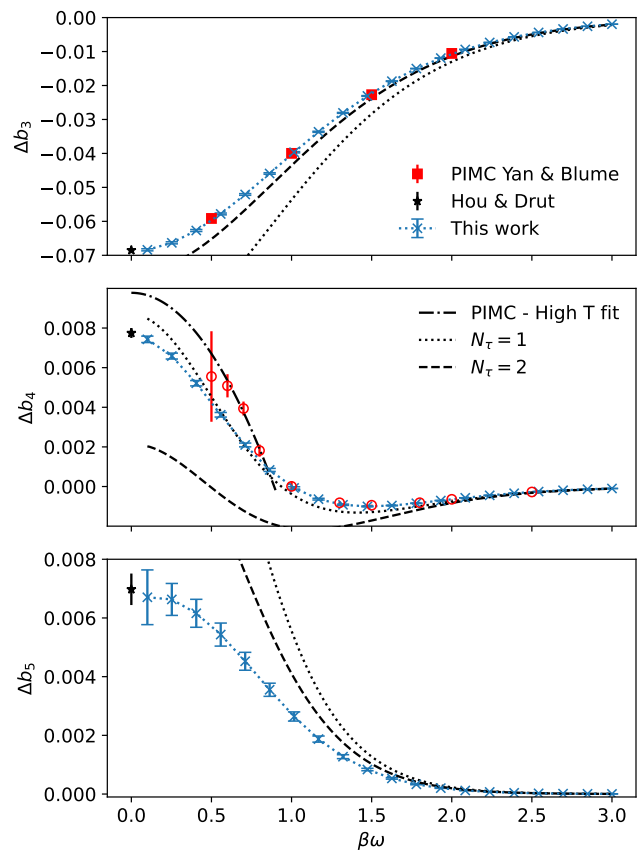 0.00
−0.01
−0.02
−0.03
−0.04
−0.05
−0.06
−0.07
Δb₃
PIMC Yan & Blume
Hou & Drut
This work
0.008
0.006
0.004
0.002
0.000
Δb₄
PIMC - High T fit
Nτ = 1
Nτ = 2
0.008
0.006
0.004
0.002
0.000
Δb₅
0.0 0.5 1.0 1.5 2.0 2.5 3.0
βω